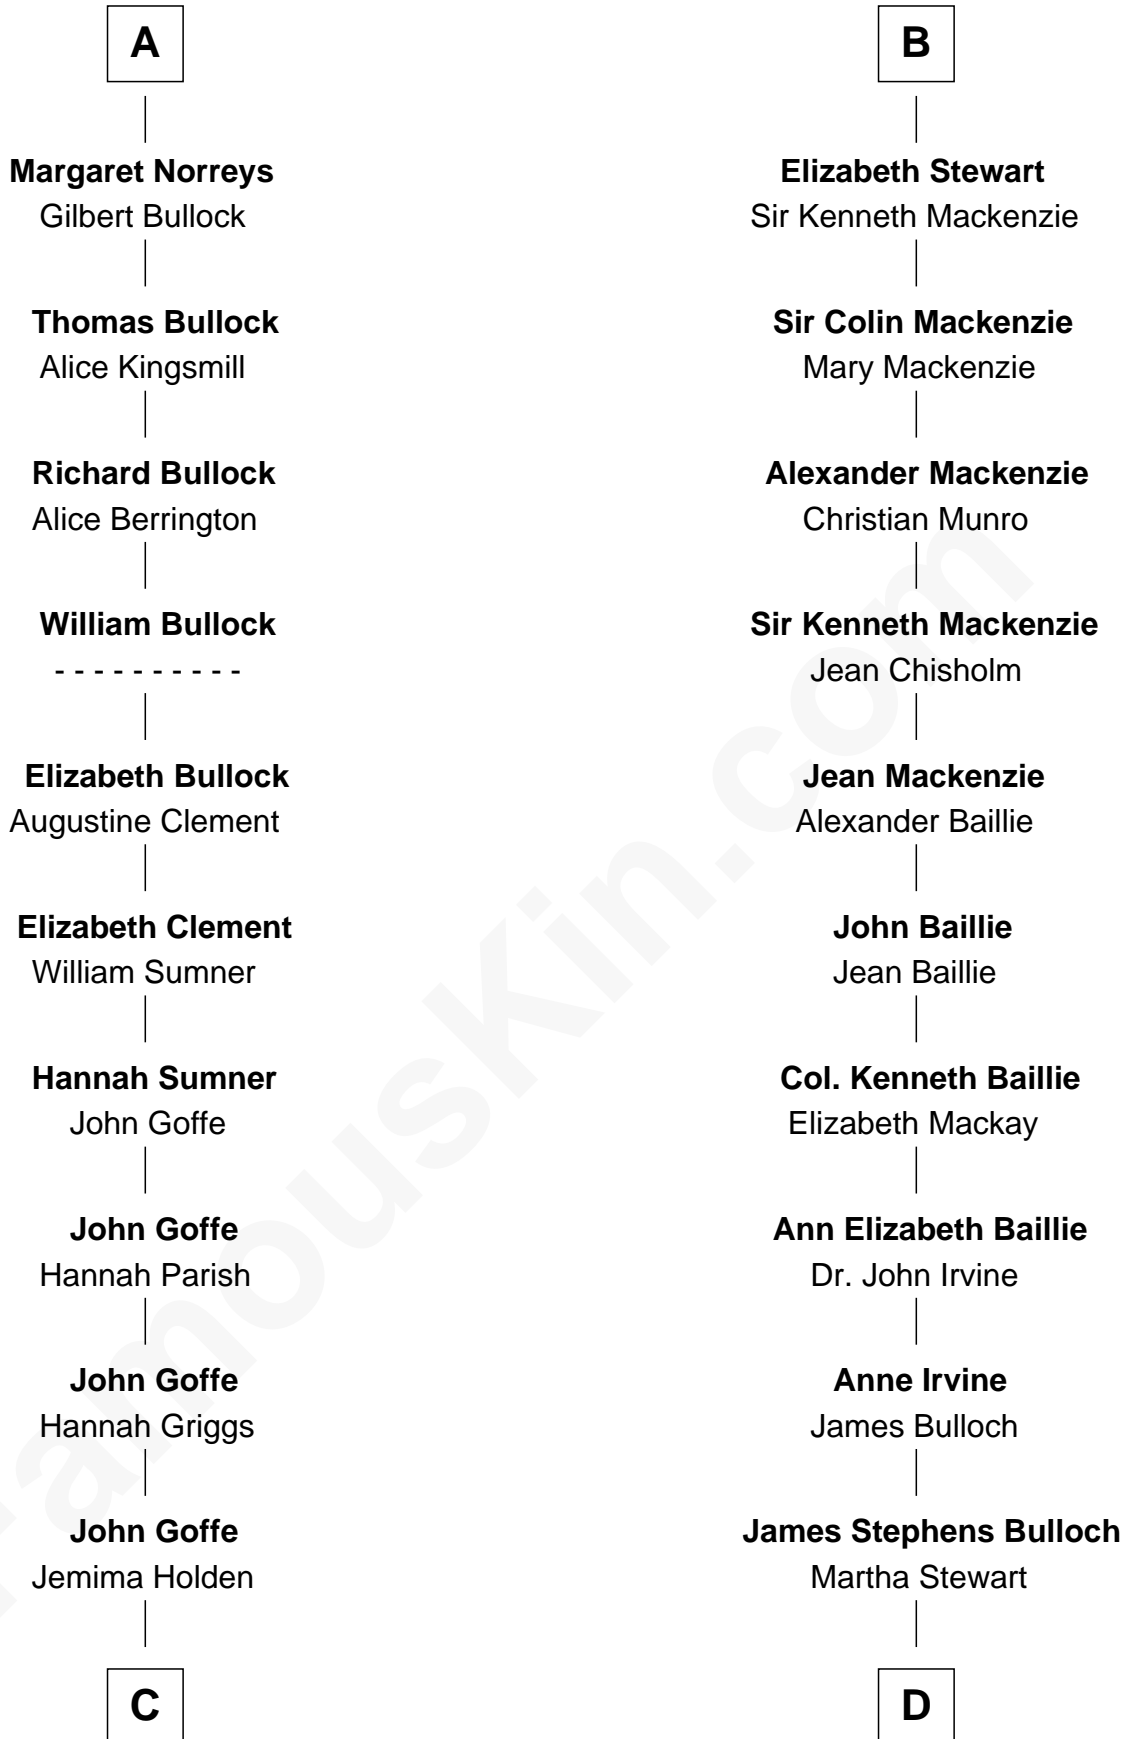 A
Margaret Norreys
Gilbert Bullock
Thomas Bullock
Alice Kingsmill
Richard Bullock
Alice Berrington
William Bullock
- - - - - - - - - -
Elizabeth Bullock
Augustine Clement
Elizabeth Clement
William Sumner
Hannah Sumner
John Goffe
John Goffe
Hannah Parish
John Goffe
Hannah Griggs
John Goffe
Jemima Holden
C
B
Elizabeth Stewart
Sir Kenneth Mackenzie
Sir Colin Mackenzie
Mary Mackenzie
Alexander Mackenzie
Christian Munro
Sir Kenneth Mackenzie
Jean Chisholm
Jean Mackenzie
Alexander Baillie
John Baillie
Jean Baillie
Col. Kenneth Baillie
Elizabeth Mackay
Ann Elizabeth Baillie
Dr. John Irvine
Anne Irvine
James Bulloch
James Stephens Bulloch
Martha Stewart
D
FamousKin.com